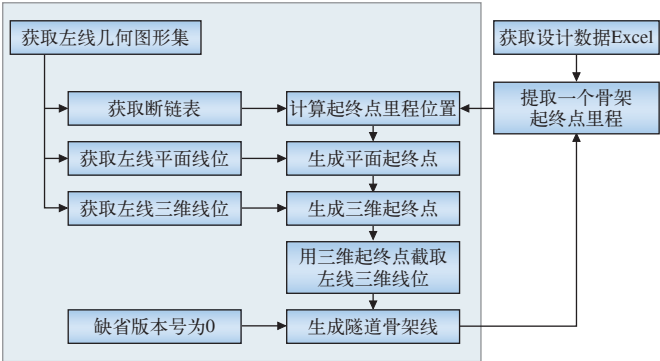 获取左线几何图形集
获取设计数据Excel
获取断链表
计算起终点里程位置
提取一个骨架
起终点里程
获取左线平面线位
生成平面起终点
获取左线三维线位
生成三维起终点
用三维起终点截取
左线三维线位
缺省版本号为0
生成隧道骨架线